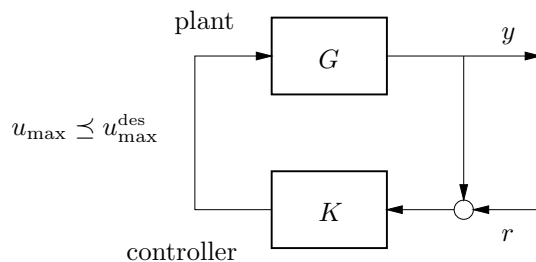 plant
G
y
u_max ⪯ u_max^des
K
r
controller